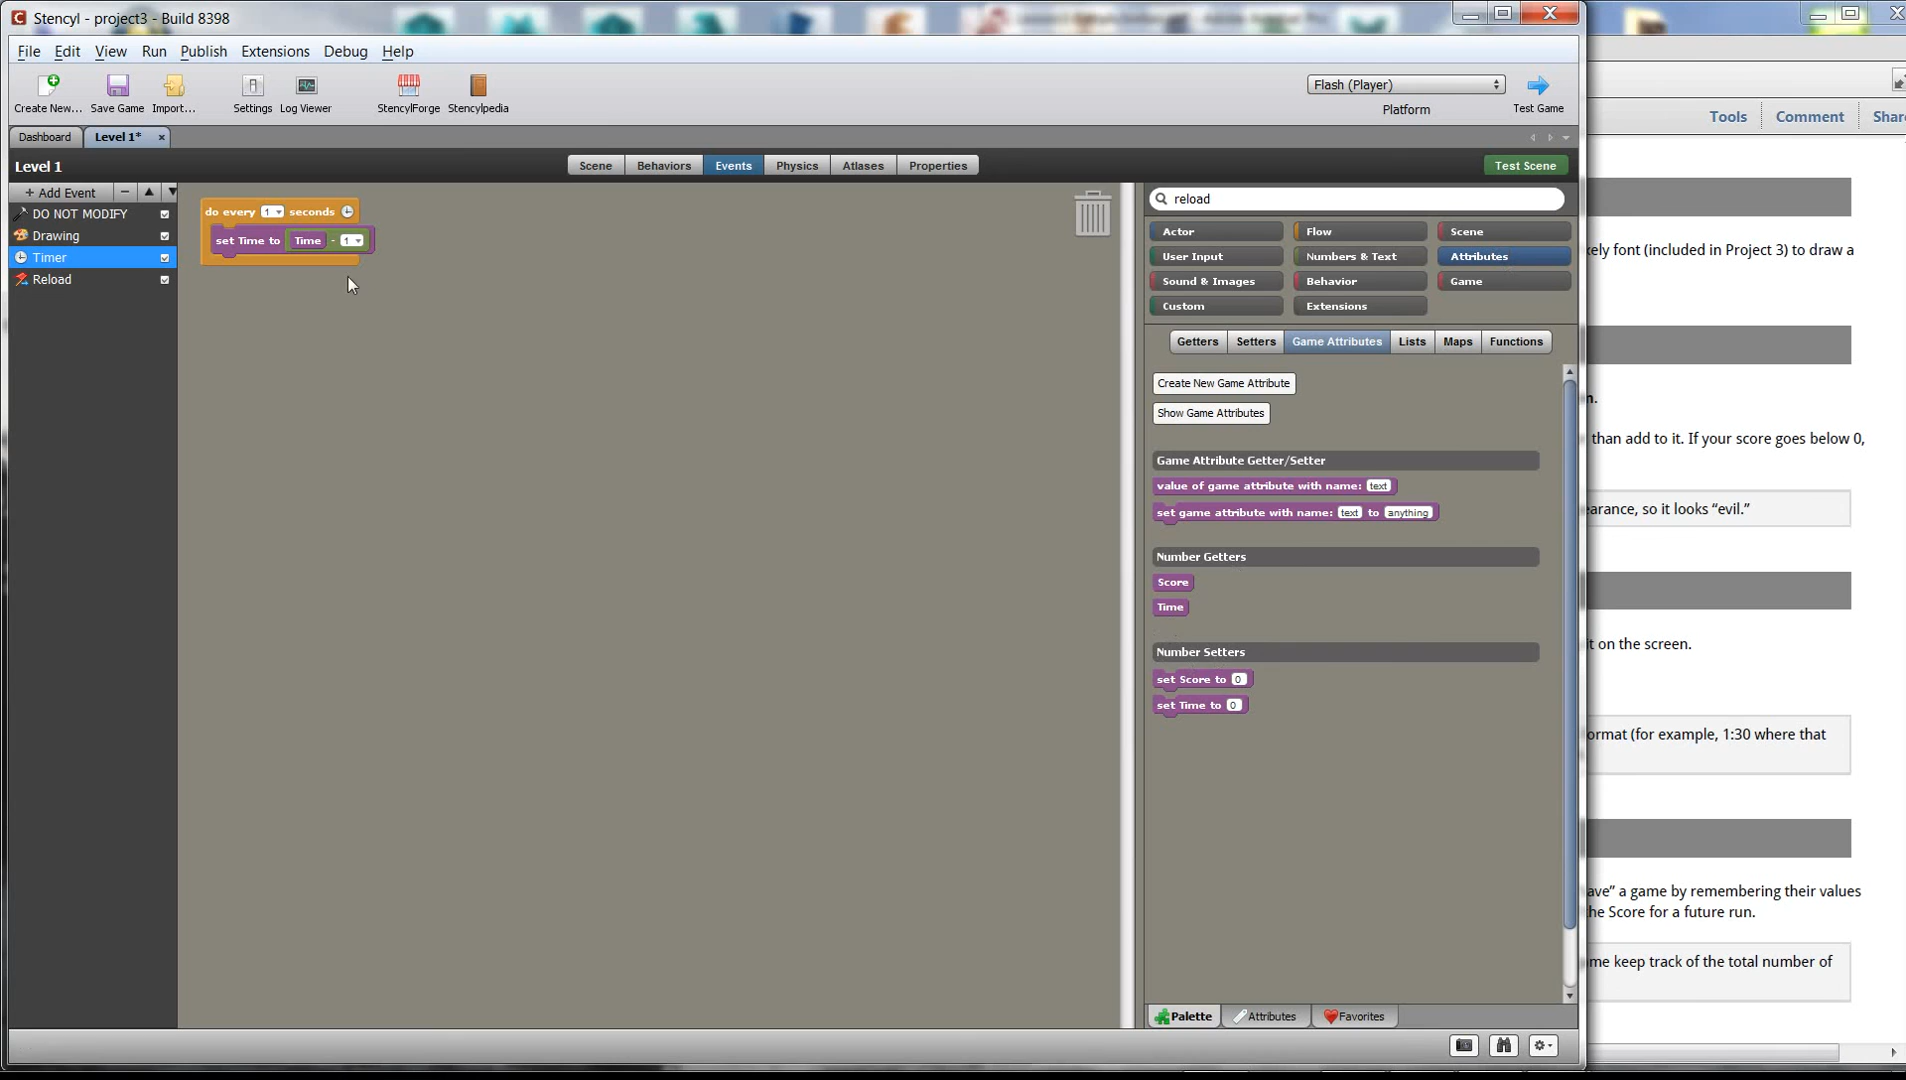 Stencyl - project3 - Build 8398
File Edit View Run Publish Extensions Debug Help
Create New... Save Game Import... Settings Log Viewer StencylForge Stencylpedia
Flash (Player)
Platform
Test Game
Tools Comment Shar
Dashboard Level 1*
Level 1
Scene Behaviors Events Physics Atlases Properties
Test Scene
+ Add Event
DO NOT MODIFY
Drawing
Timer
Reload
do every 1 seconds
set Time to Time - 1
reload
Actor Flow Scene
User Input Numbers & Text Attributes
Sound & Images Behavior Game
Custom Extensions
Getters Setters Game Attributes Lists Maps Functions
Create New Game Attribute
Show Game Attributes
Game Attribute Getter/Setter
value of game attribute with name: text
set game attribute with name: text to anything
Number Getters
Score
Time
Number Setters
set Score to 0
set Time to 0
Palette Attributes Favorites
kely font (included in Project 3) to draw a
n.
than add to it. If your score goes below 0,
earance, so it looks “evil.”
it on the screen.
ormat (for example, 1:30 where that
ave” a game by remembering their values
he Score for a future run.
me keep track of the total number of